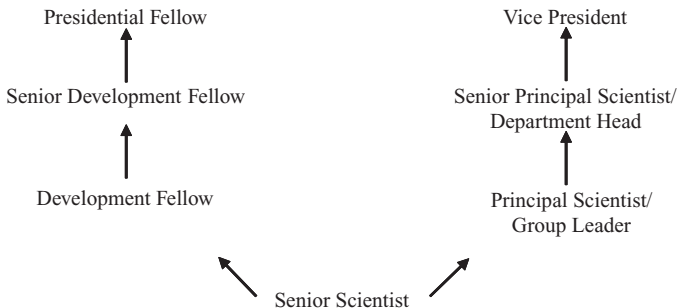 Presidential Fellow
Vice President
Senior Development Fellow
Senior Principal Scientist/
Department Head
Development Fellow
Principal Scientist/
Group Leader
Senior Scientist